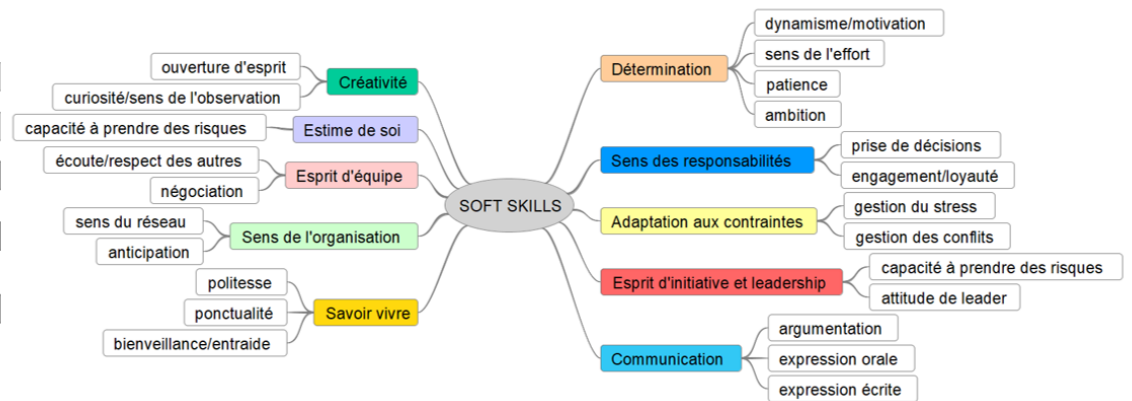 SOFT SKILLS
Créativité
ouverture d'esprit
curiosité/sens de l'observation
Estime de soi
capacité à prendre des risques
Esprit d'équipe
écoute/respect des autres
négociation
Sens de l'organisation
sens du réseau
anticipation
Savoir vivre
politesse
ponctualité
bienveillance/entraide
Détermination
dynamisme/motivation
sens de l'effort
patience
ambition
Sens des responsabilités
prise de décisions
engagement/loyauté
Adaptation aux contraintes
gestion du stress
gestion des conflits
Esprit d'initiative et leadership
capacité à prendre des risques
attitude de leader
Communication
argumentation
expression orale
expression écrite